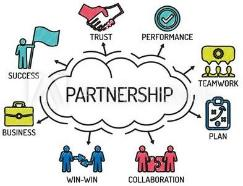 TRUST
PERFORMANCE
SUCCESS
TEAMWORK
PARTNERSHIP
BUSINESS
PLAN
WIN-WIN
COLLABORATION